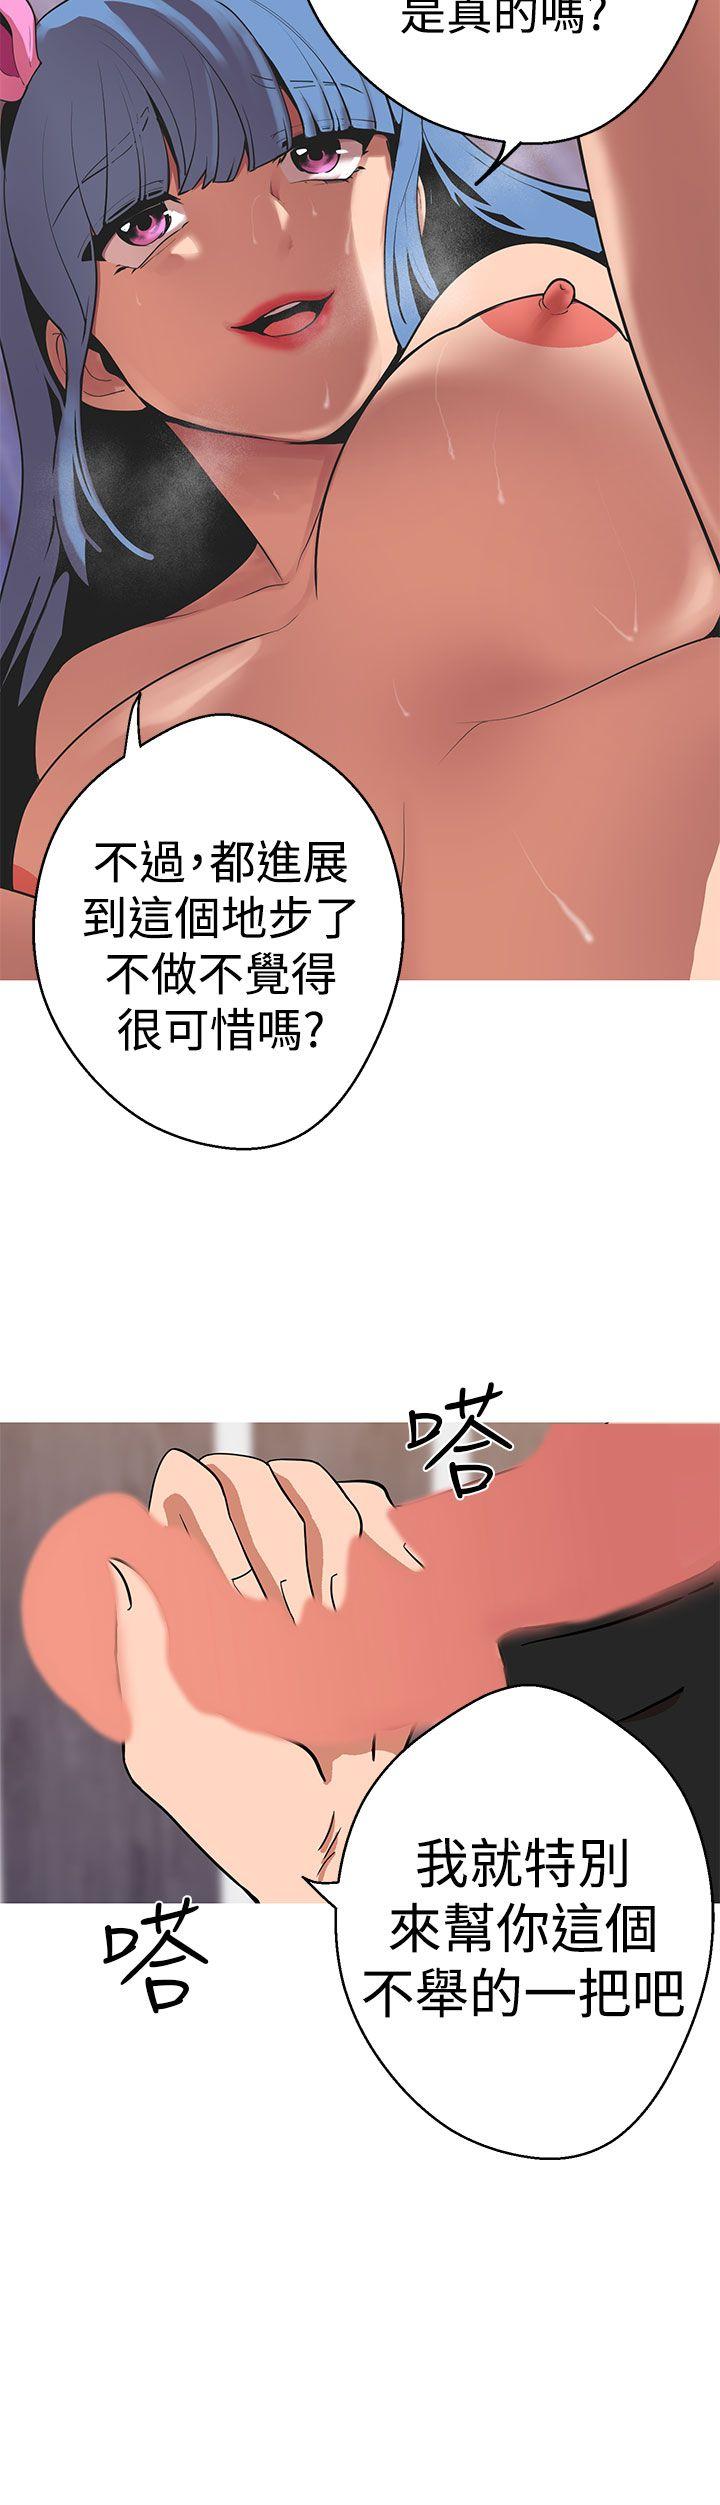 是真的嗎?
不過,都進展
到這個地步了
不做不覺得
很可惜嗎?
嗒
我就特別
來幫你這個
不舉的一把吧
嗒